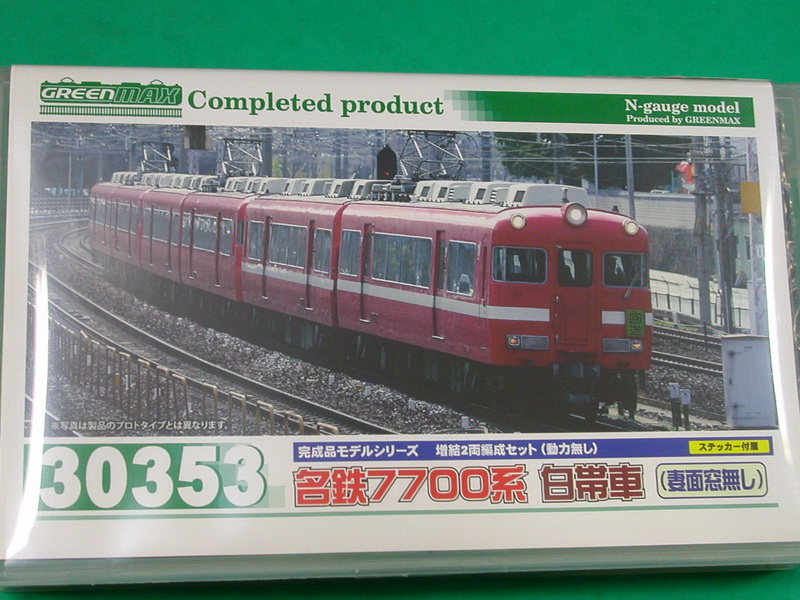 GREENMAX
Completed product
N-gauge model
Produced by GREENMAX
回送
※写真は製品のプロトタイプとは異なります。
30353
完成品モデルシリーズ 増結2両編成セット(動力無し)
ステッカー付属
名鉄7700系 白帯車 (妻面窓無し)